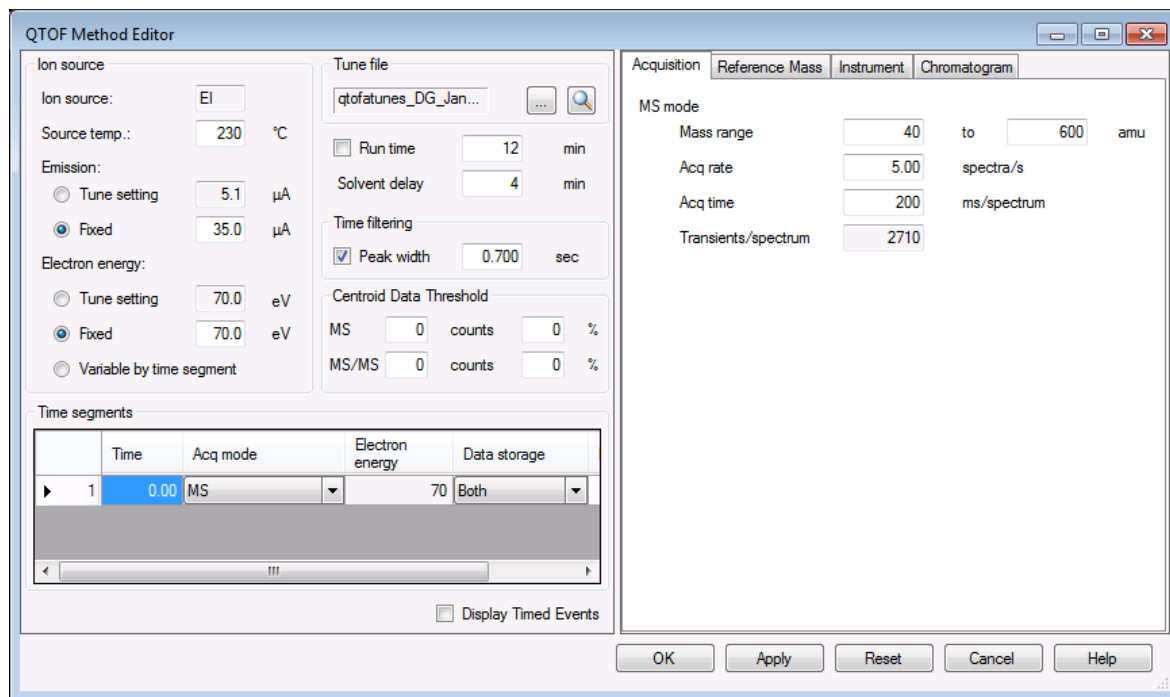 QTOF Method Editor
Ion source
Ion source: EI
Source temp.: 230 °C
Emission:
Tune setting 5.1 µA
Fixed 35.0 µA
Electron energy:
Tune setting 70.0 eV
Fixed 70.0 eV
Variable by time segment
Tune file
qtofatunes_DG_Jan... ...
Run time 12 min
Solvent delay 4 min
Time filtering
Peak width 0.700 sec
Centroid Data Threshold
MS 0 counts 0 %
MS/MS 0 counts 0 %
Time segments
Time Acq mode Electron energy Data storage
1 0.00 MS 70 Both
Display Timed Events
Acquisition Reference Mass Instrument Chromatogram
MS mode
Mass range 40 to 600 amu
Acq rate 5.00 spectra/s
Acq time 200 ms/spectrum
Transients/spectrum 2710
OK Apply Reset Cancel Help